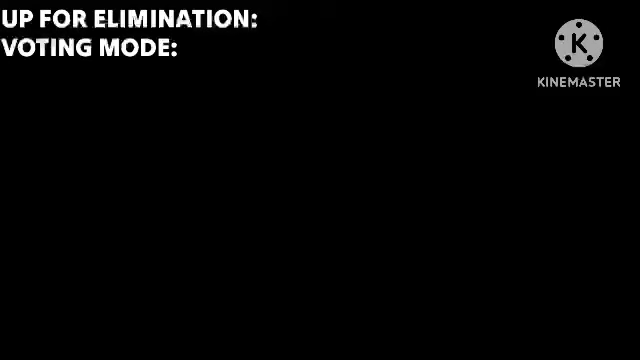 UP FOR ELIMINATION:
VOTING MODE:
K
KINEMASTER